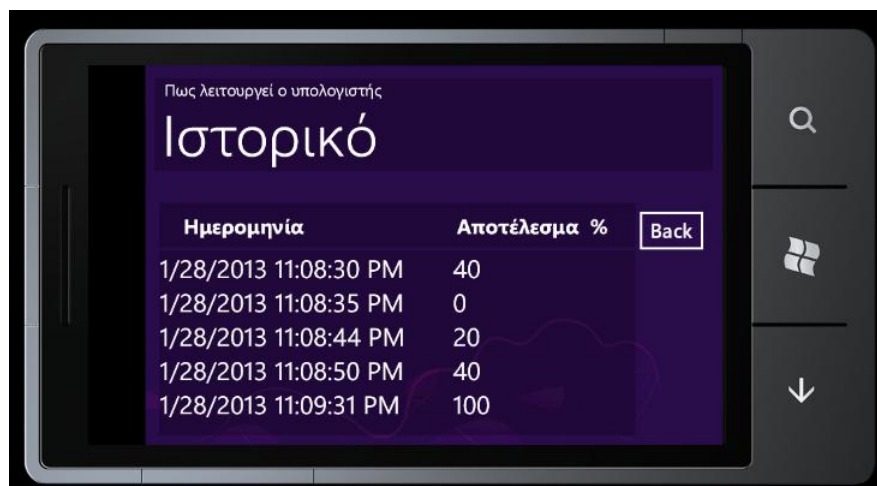 Πως λειτουργεί ο υπολογιστής
Ιστορικό
Ημερομηνία Αποτέλεσμα % Back
1/28/2013 11:08:30 PM 40
1/28/2013 11:08:35 PM 0
1/28/2013 11:08:44 PM 20
1/28/2013 11:08:50 PM 40
1/28/2013 11:09:31 PM 100